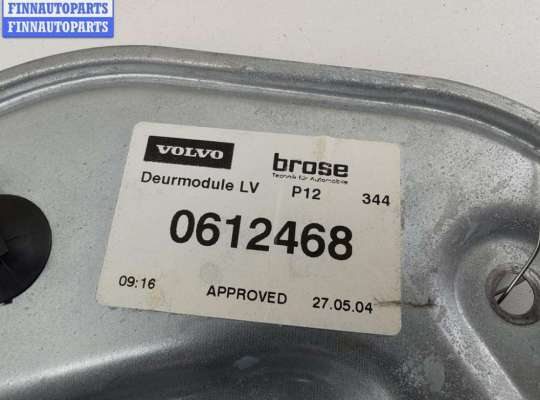 FINNAUTOPARTS
FINNAUTOPARTS
VOLVO
brose
Technik für Automobile
Deurmodule LV P12 344
0612468
09:16 APPROVED 27.05.04